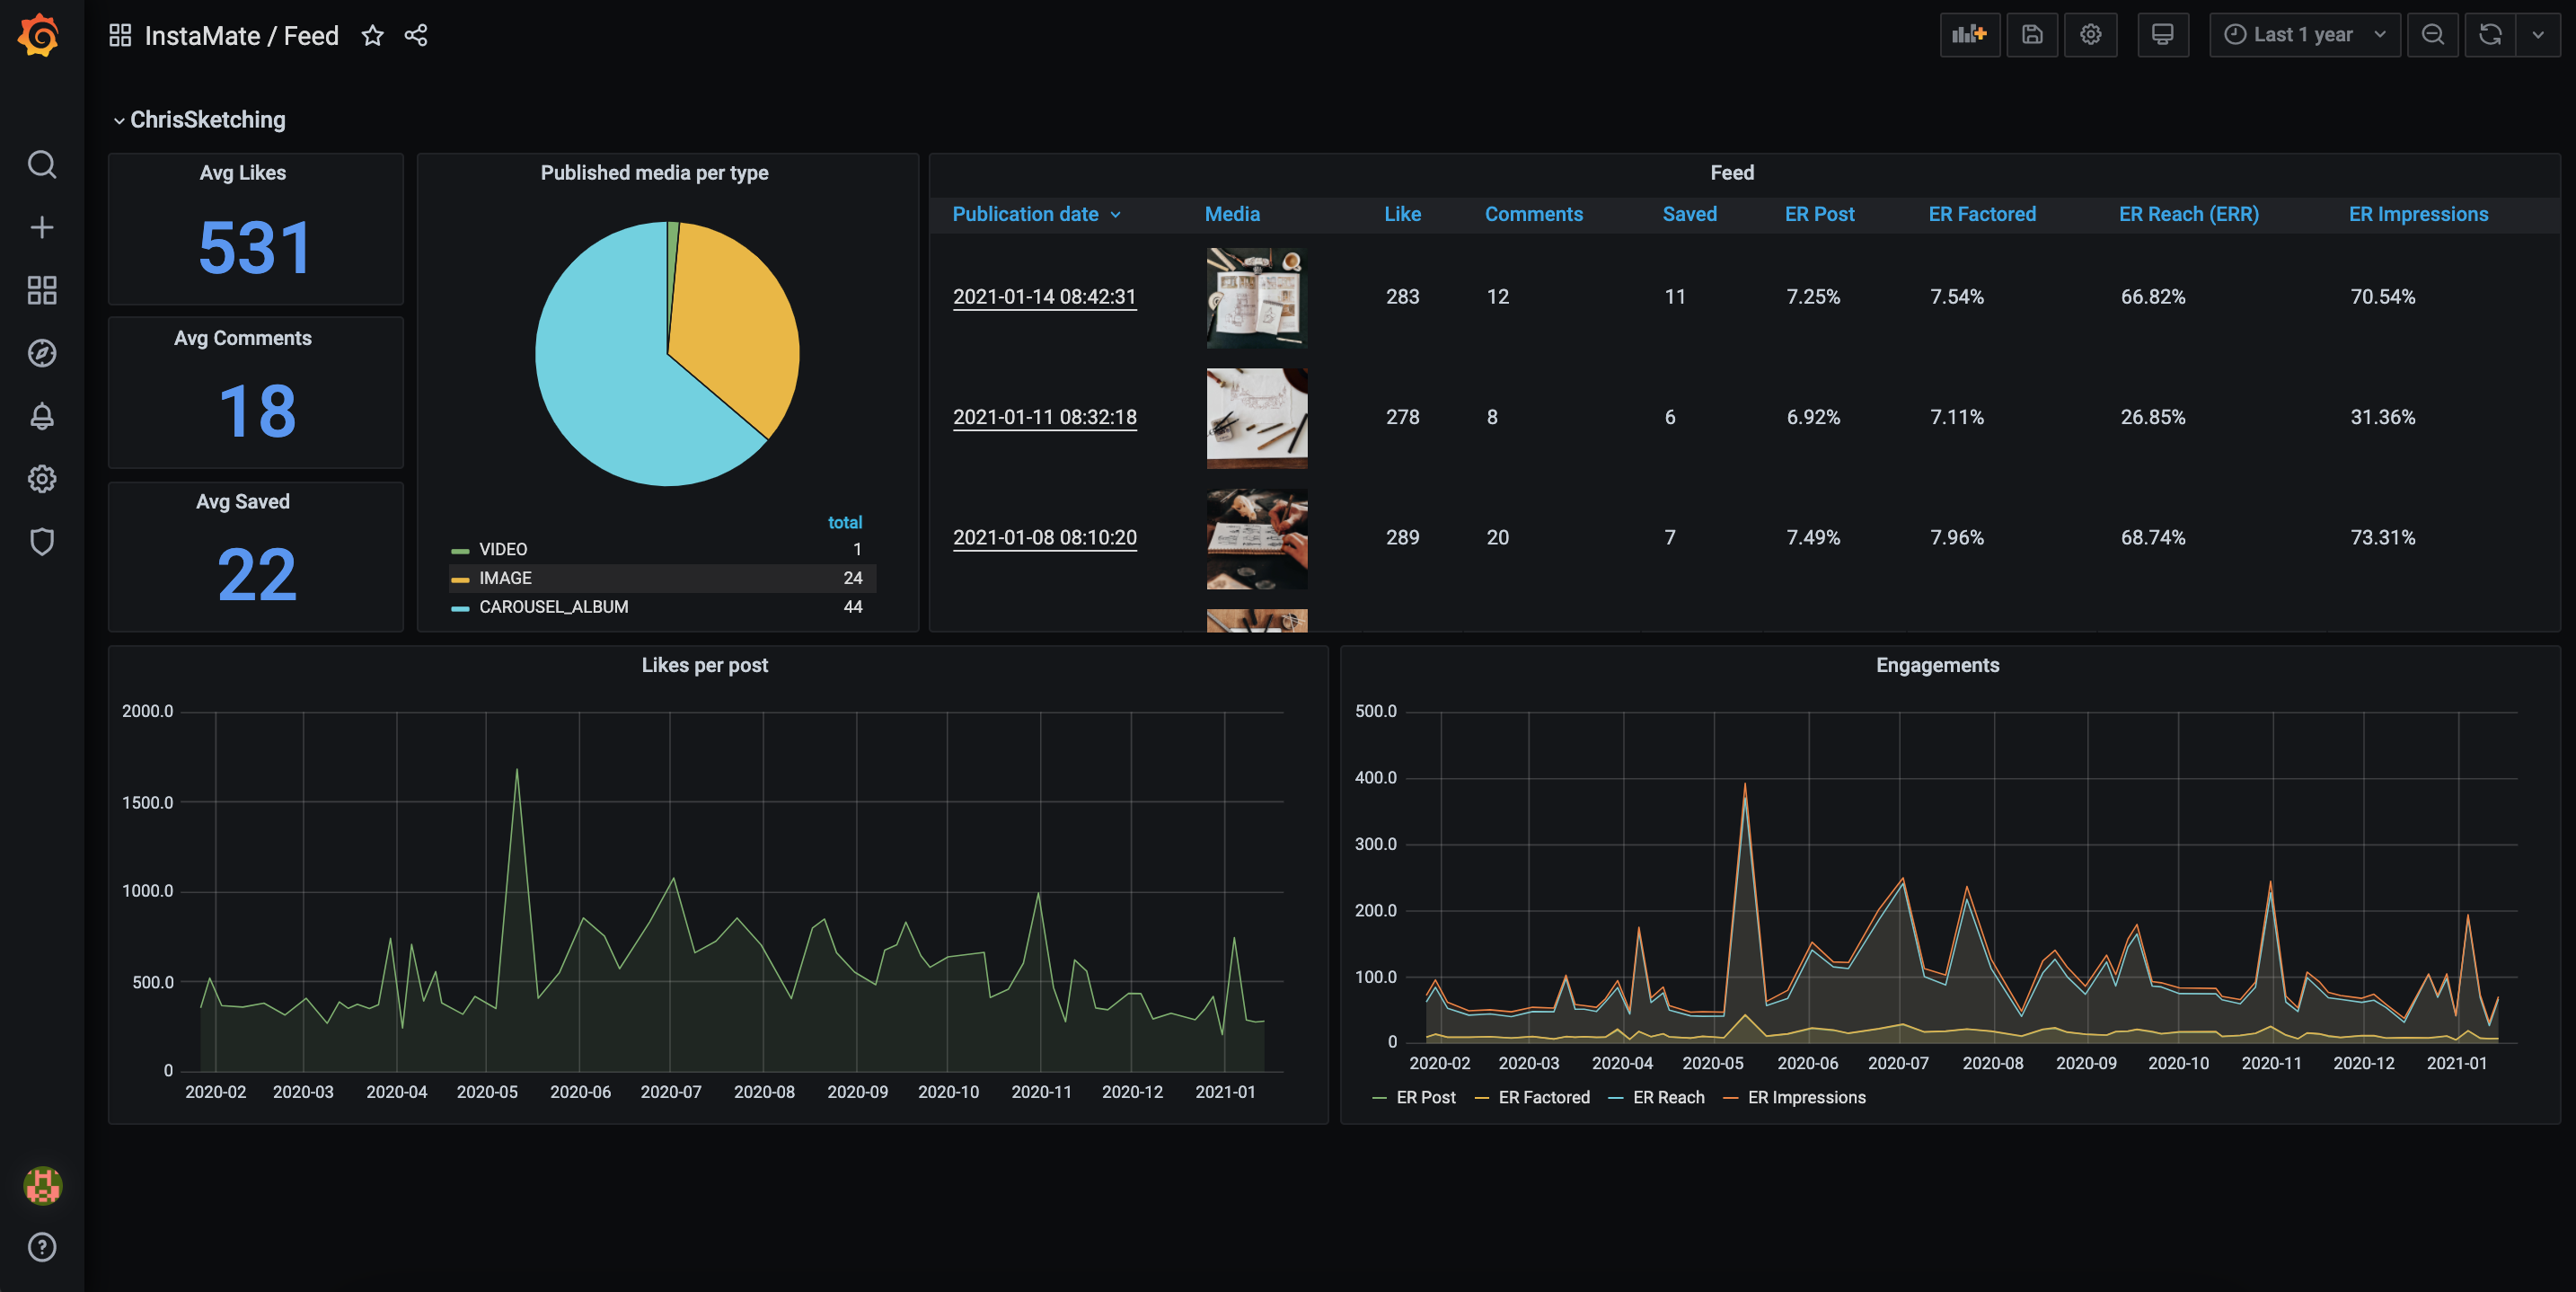 InstaMate / Feed
Last 1 year
ChrisSketching
Avg Likes
531
Avg Comments
18
Avg Saved
22
Published media per type
total
VIDEO 1
IMAGE 24
CAROUSEL_ALBUM 44
Feed
Publication date Media Like Comments Saved ER Post ER Factored ER Reach (ERR) ER Impressions
2021-01-14 08:42:31 283 12 11 7.25% 7.54% 66.82% 70.54%
2021-01-11 08:32:18 278 8 6 6.92% 7.11% 26.85% 31.36%
2021-01-08 08:10:20 289 20 7 7.49% 7.96% 68.74% 73.31%
Likes per post
2000.0
1500.0
1000.0
500.0
0
2020-02 2020-03 2020-04 2020-05 2020-06 2020-07 2020-08 2020-09 2020-10 2020-11 2020-12 2021-01
Engagements
500.0
400.0
300.0
200.0
100.0
0
2020-02 2020-03 2020-04 2020-05 2020-06 2020-07 2020-08 2020-09 2020-10 2020-11 2020-12 2021-01
ER Post ER Factored ER Reach ER Impressions
?